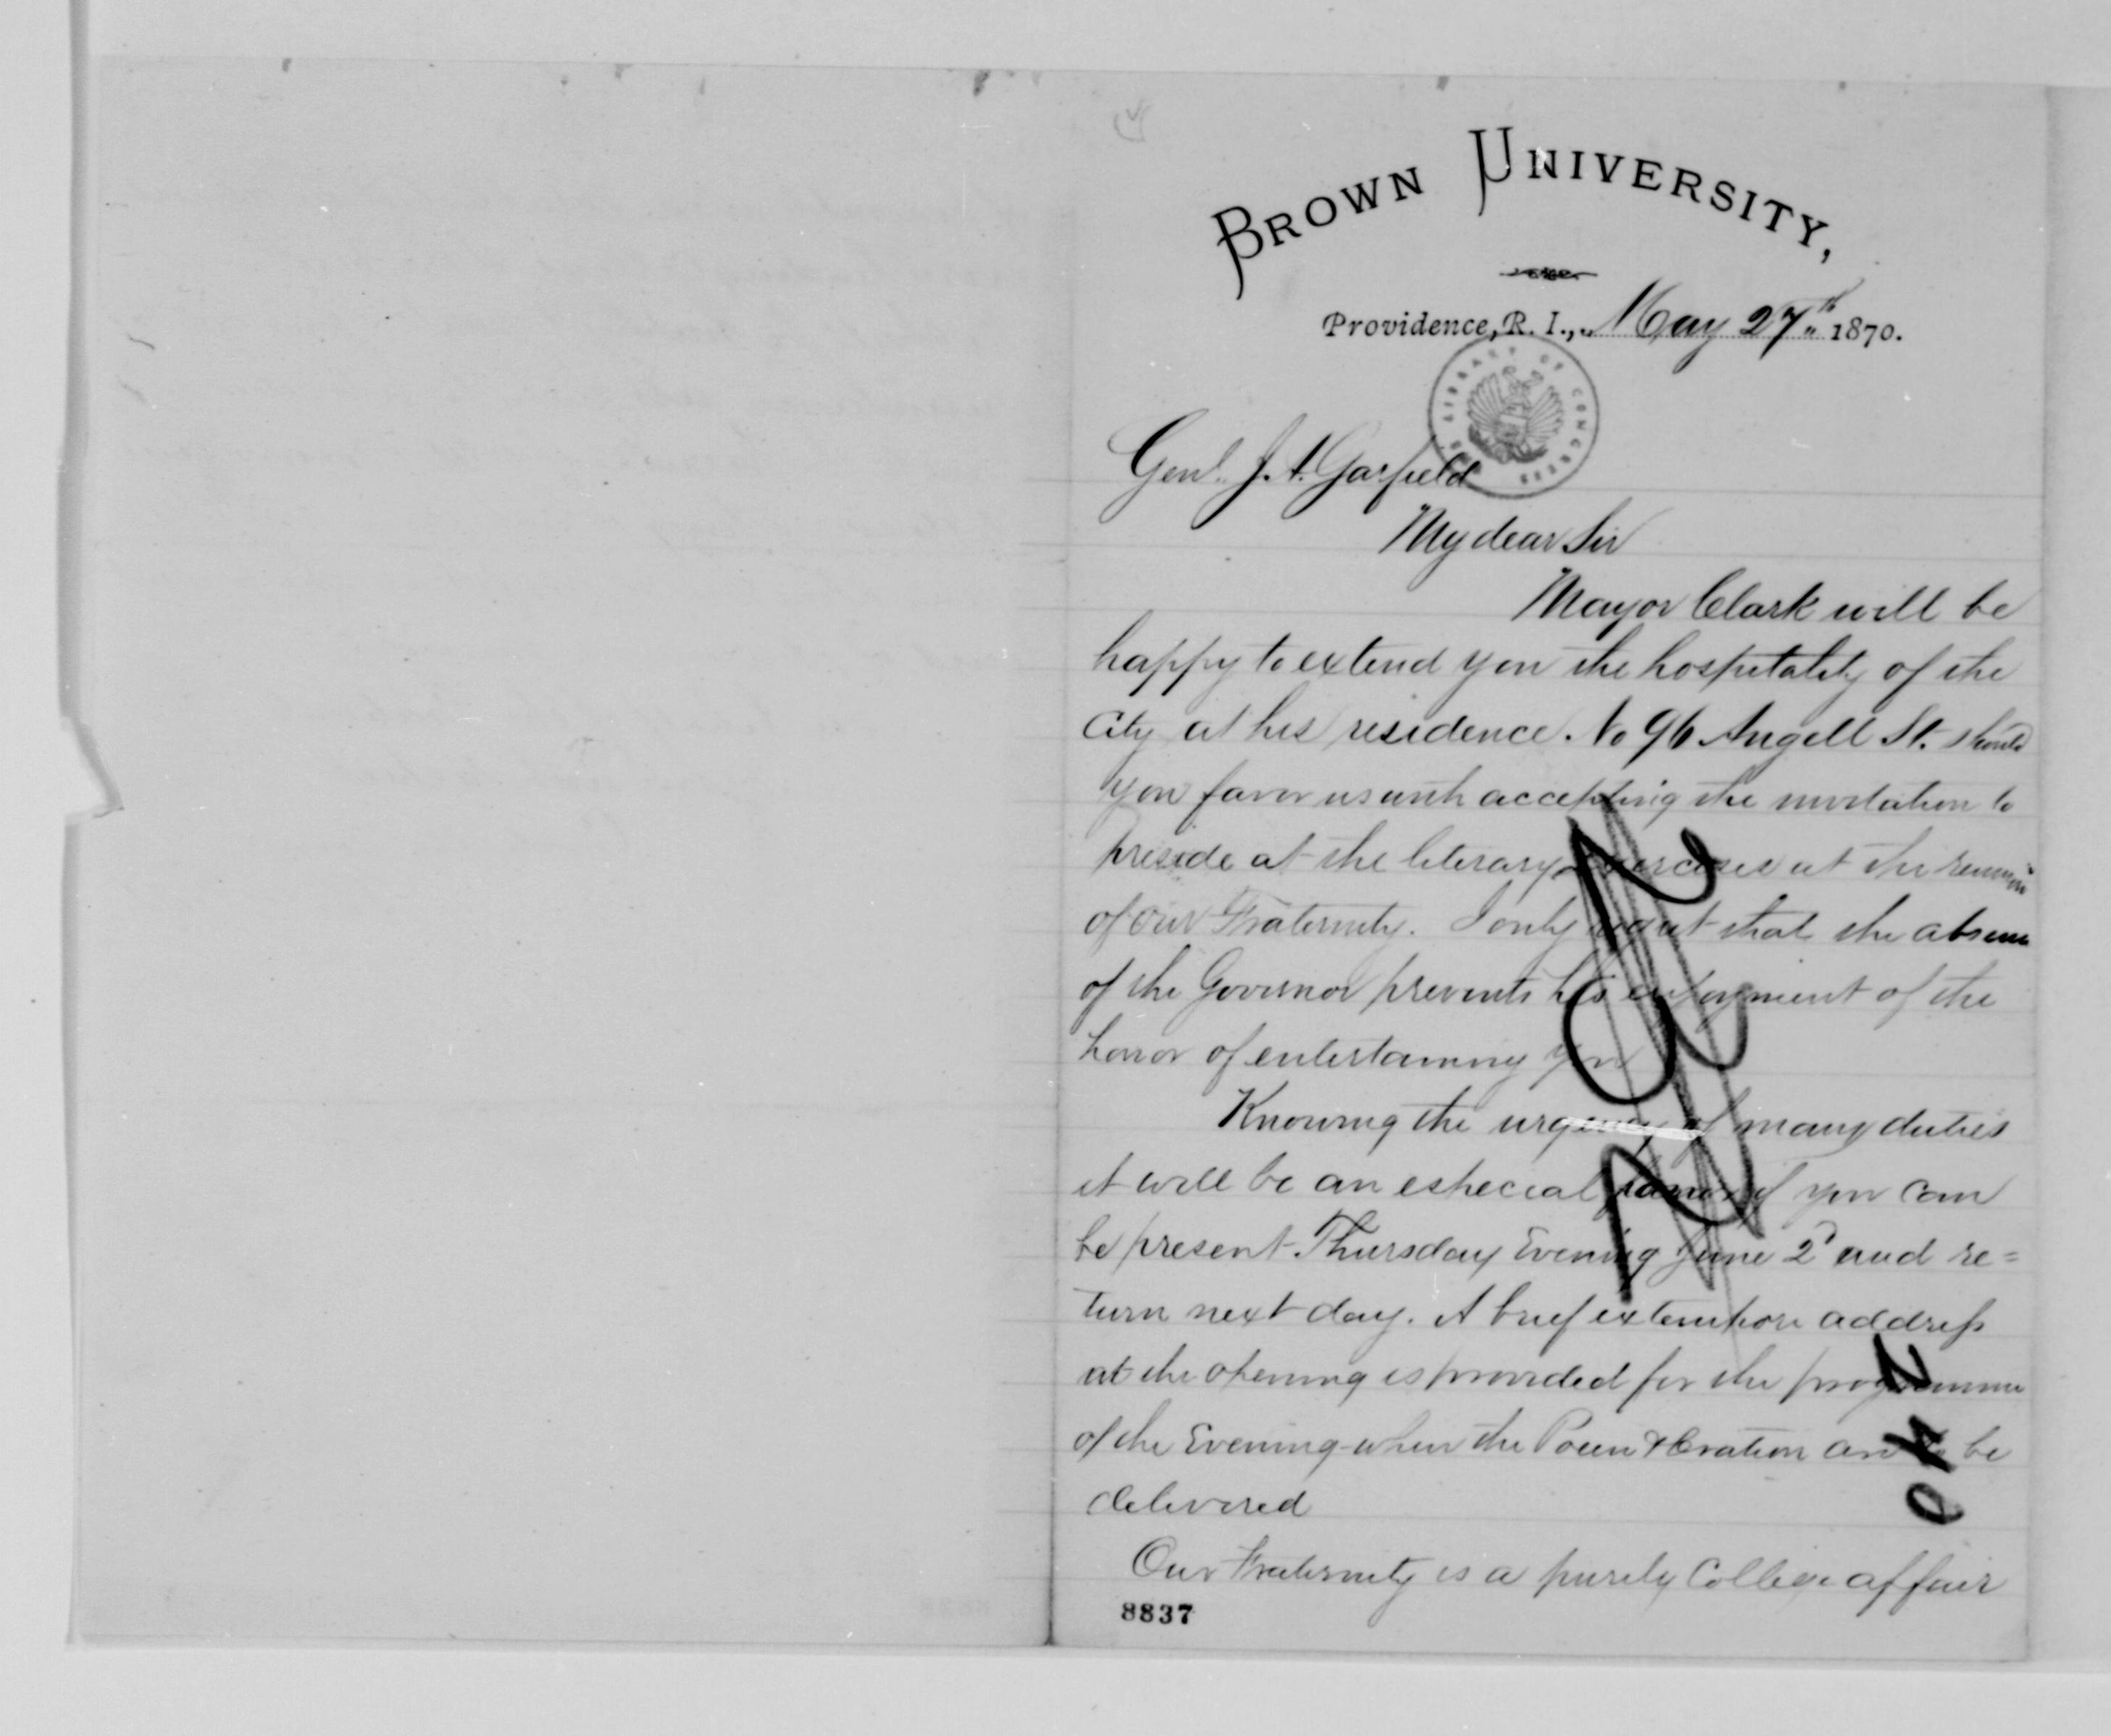 BROWN UNIVERSITY,
Providence, R. I., May 27th 1870.
LIBRARY OF CONGRESS
Genl. J. A. Garfield
My dear Sir
Mayor Clark will be
happy to extend you the hospitality of the
City at his residence. No 96 Angell St. should
you favor us with accepting the invitation to
preside at the literary exercises at the reunion
of our Fraternity. I only regret that the absence
of the Governor prevents his enjoyment of the
honor of entertaining you
Knowing the urgency of many duties
it will be an especial favor if you can
be present Thursday Evening June 2d and re=
turn next day. A brief extempore address
at the opening is provided for the programme
of the Evening when the Poem & Oration are to be
delivered
Our Fraternity is a purely College affair
8837